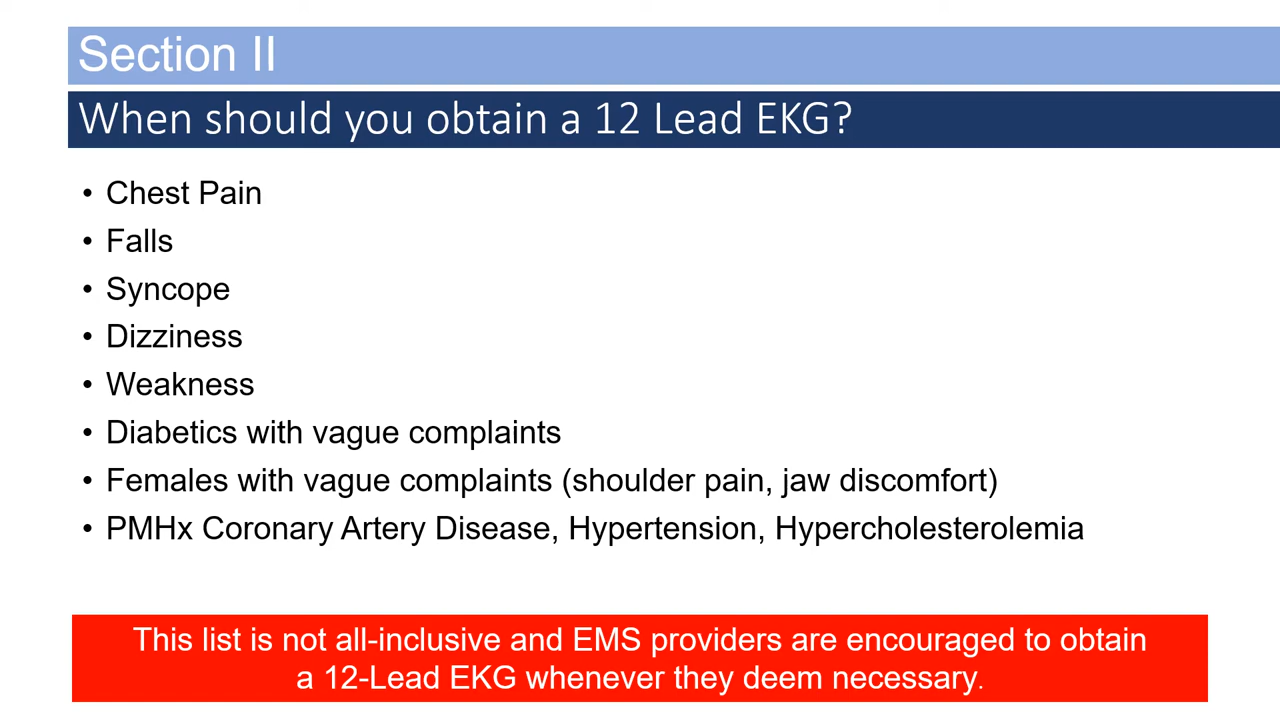 Section II
When should you obtain a 12 Lead EKG?
• Chest Pain
• Falls
• Syncope
• Dizziness
• Weakness
• Diabetics with vague complaints
• Females with vague complaints (shoulder pain, jaw discomfort)
• PMHx Coronary Artery Disease, Hypertension, Hypercholesterolemia
This list is not all-inclusive and EMS providers are encouraged to obtain
a 12-Lead EKG whenever they deem necessary.